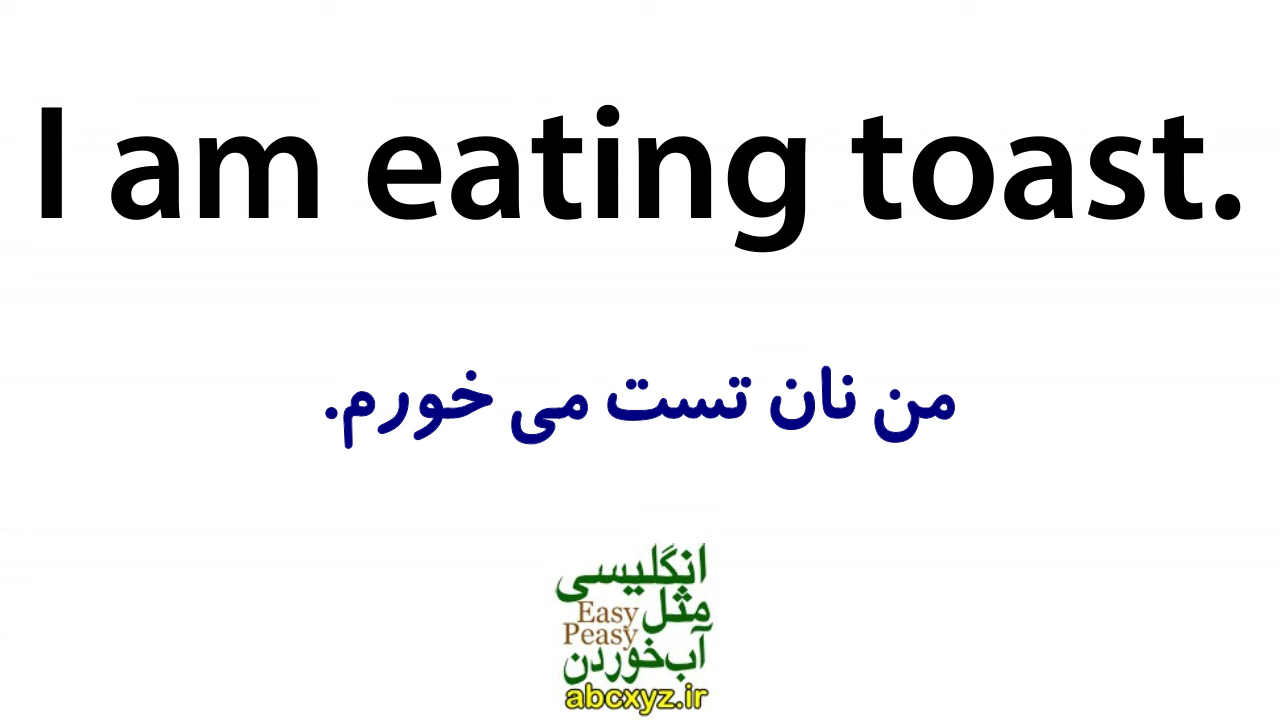 I am eating toast.
من نان تست می خورم.
انگلیسی
مثل Easy
Peasy
آب‌خوردن
abcxyz.ir